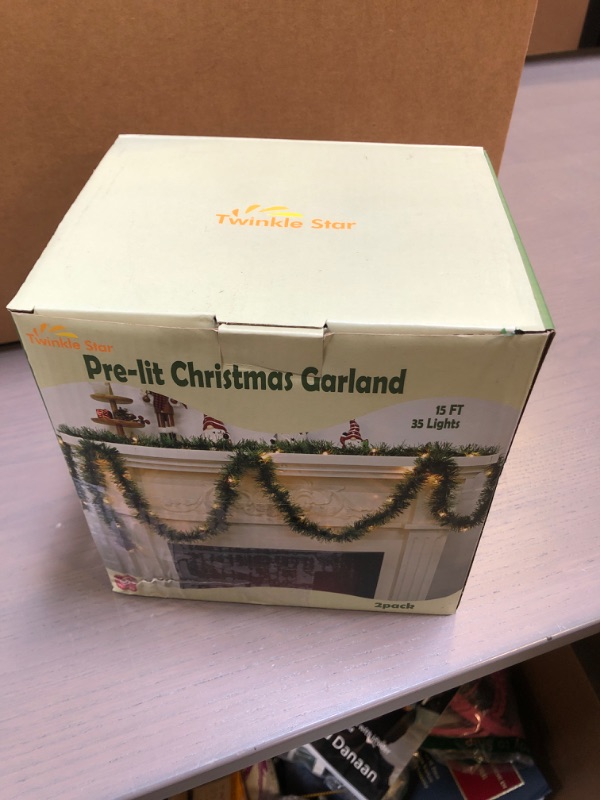 Twinkle Star
Twinkle Star
Pre-lit Christmas Garland
15 FT
35 Lights
2pack
Danaan